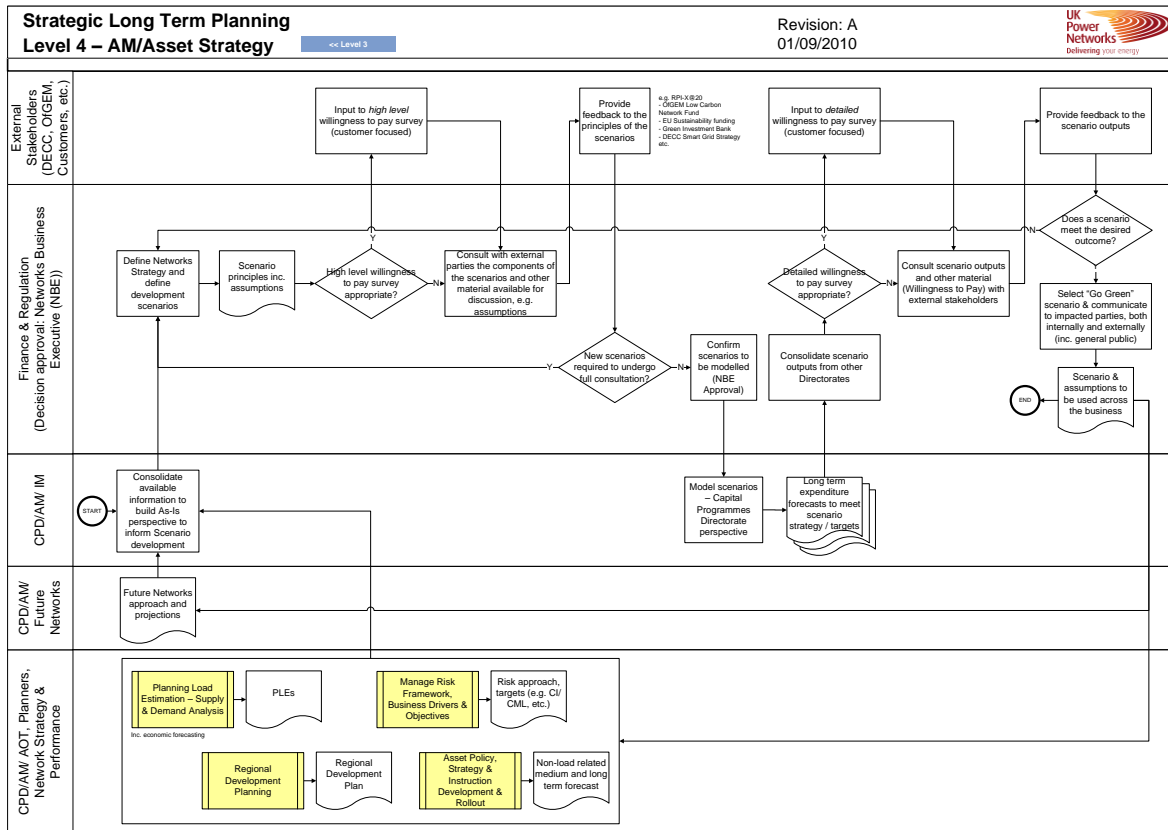 Strategic Long Term Planning
Level 4 – AM/Asset Strategy
<< Level 3
Revision: A
01/09/2010
UK
Power
Networks
Delivering your energy
External
Stakeholders
(DECC, OfGEM,
Customers, etc.)
Input to high level
willingness to pay survey
(customer focused)
Provide
feedback to the
principles of the
scenarios
e.g. RPI-X@20
- OfGEM Low Carbon
Network Fund
- EU Sustainability funding
- Green Investment Bank
- DECC Smart Grid Strategy
etc.
Input to detailed
willingness to pay survey
(customer focused)
Provide feedback to the
scenario outputs
Finance & Regulation
(Decision approval: Networks Business
Executive (NBE))
Define Networks
Strategy and
define
development
scenarios
Scenario
principles inc.
assumptions
Y
High level willingness
to pay survey
appropriate?
N
Consult with external
parties the components of
the scenarios and other
material available for
discussion, e.g.
assumptions
Y
Detailed willingness
to pay survey
appropriate?
N
Consult scenario outputs
and other material
(Willingness to Pay) with
external stakeholders
N
Does a scenario
meet the desired
outcome?
Y
Select “Go Green”
scenario & communicate
to impacted parties, both
internally and externally
(inc. general public)
Y
New scenarios
required to undergo
full consultation?
N
Confirm
scenarios to
be modelled
(NBE
Approval)
Consolidate scenario
outputs from other
Directorates
END
Scenario &
assumptions to
be used across
the business
CPD/AM/ IM
START
Consolidate
available
information to
build As-Is
perspective to
inform Scenario
development
Model scenarios
– Capital
Programmes
Directorate
perspective
Long term
expenditure
forecasts to meet
scenario
strategy / targets
CPD/AM/
Future
Networks
Future Networks
approach and
projections
CPD/AM/ AOT, Planners,
Network Strategy &
Performance
Planning Load
Estimation – Supply
& Demand Analysis
Inc. economic forecasting
PLEs
Manage Risk
Framework,
Business Drivers &
Objectives
Risk approach,
targets (e.g. CI/
CML, etc.)
Regional
Development
Planning
Regional
Development
Plan
Asset Policy,
Strategy &
Instruction
Development &
Rollout
Non-load related
medium and long
term forecast